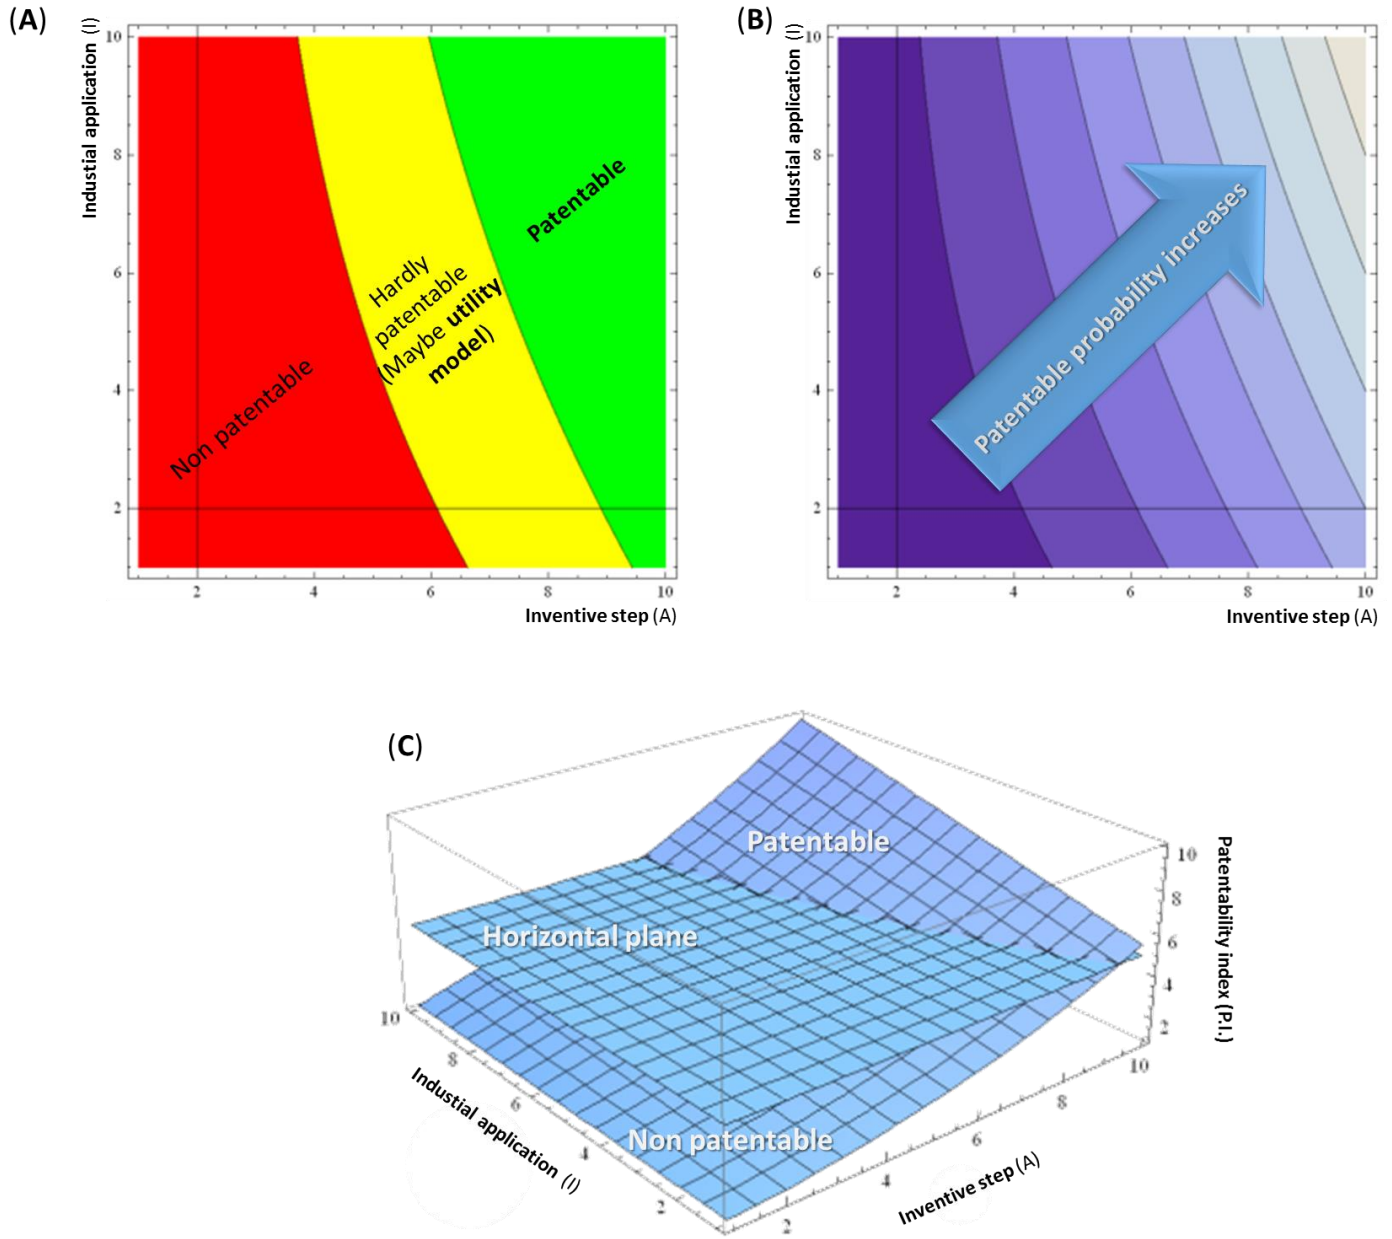 (A)
Industial application (I)
10
8
6
4
2
2 4 6 8 10
Inventive step (A)
Non patentable
Hardly
patentable
(Maybe utility
model)
Patentable
(B)
Industial application (I)
10
8
6
4
2
2 4 6 8 10
Inventive step (A)
Patentable probability increases
(C)
Patentable
Horizontal plane
Non patentable
10
8
6
4
2
Industial application (I)
2
4
6
8
10
Inventive step (A)
10
8
6
4
2
Patentability index (P.I.)